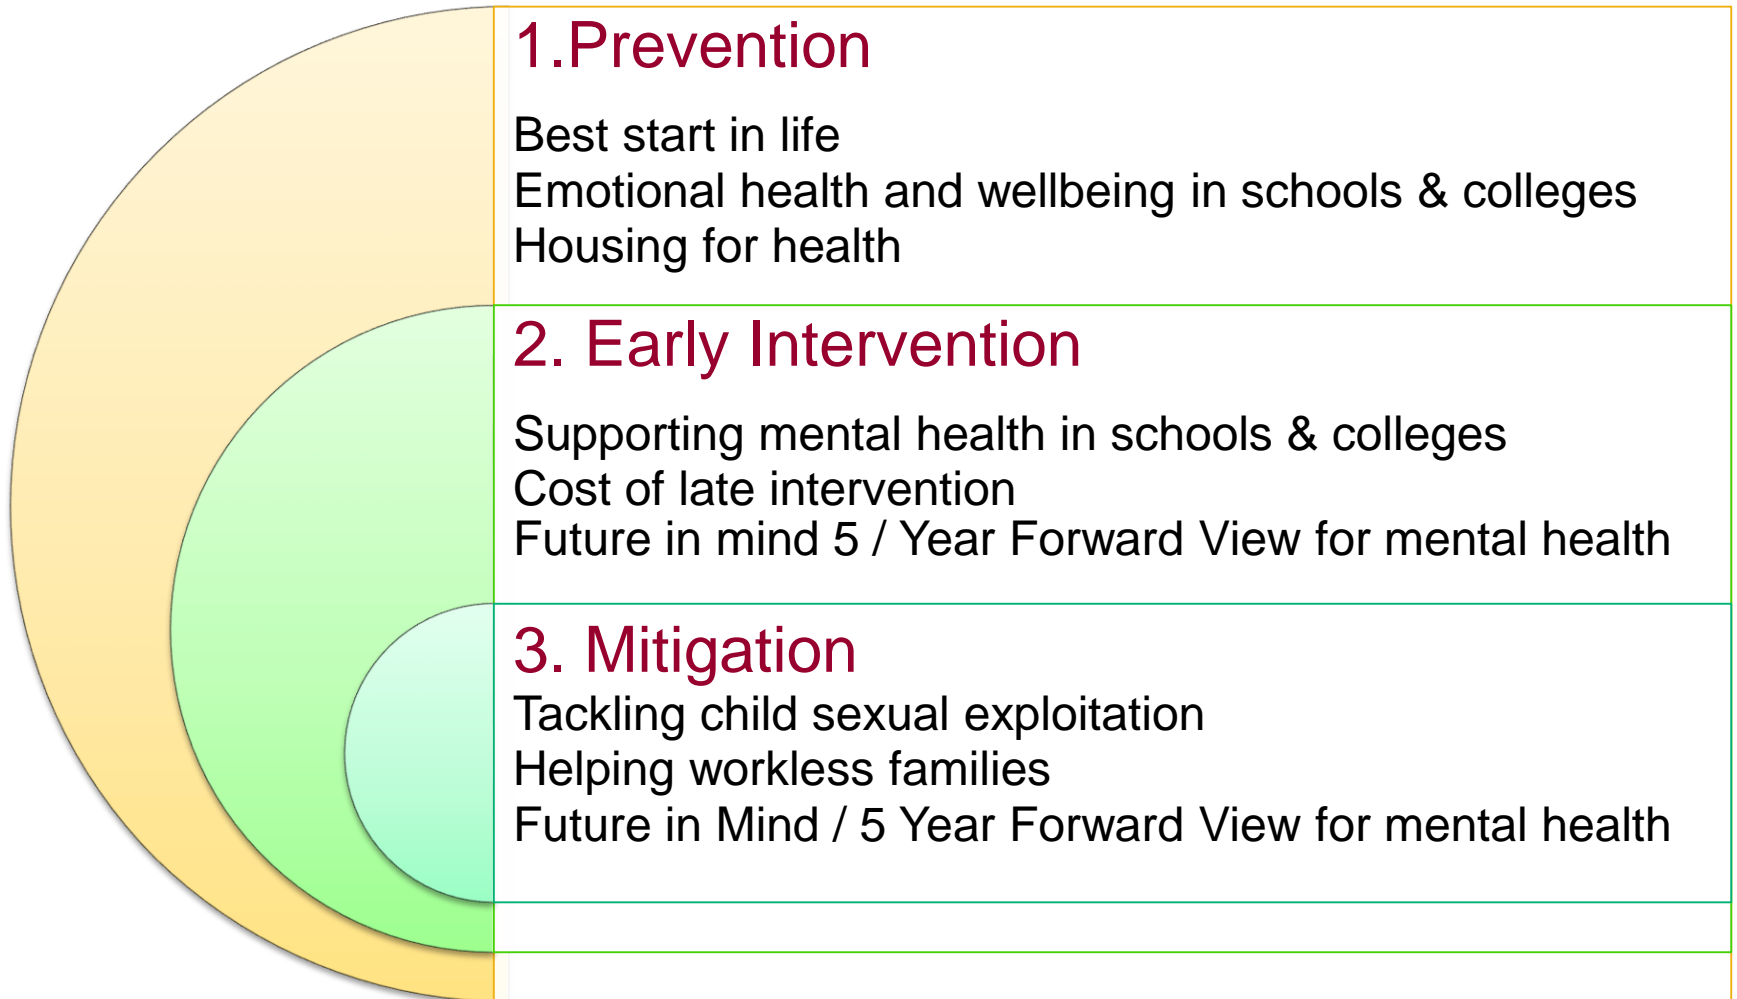 1.Prevention
Best start in life
Emotional health and wellbeing in schools & colleges
Housing for health
2. Early Intervention
Supporting mental health in schools & colleges
Cost of late intervention
Future in mind 5 / Year Forward View for mental health
3. Mitigation
Tackling child sexual exploitation
Helping workless families
Future in Mind / 5 Year Forward View for mental health